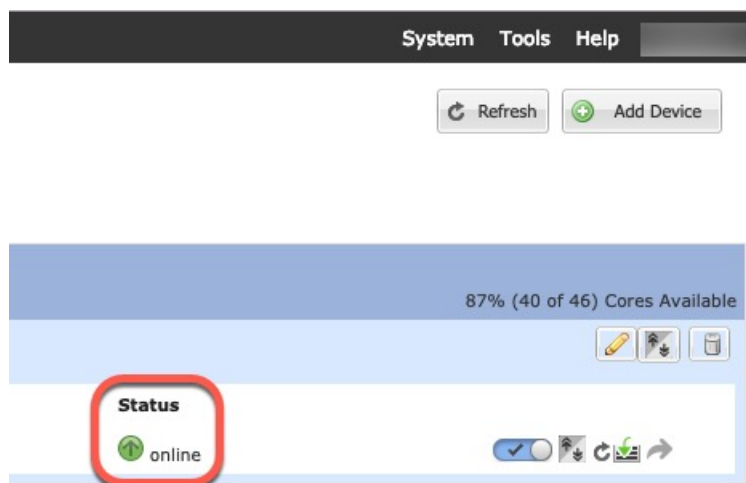 System Tools Help
Refresh Add Device
87% (40 of 46) Cores Available
Status
online